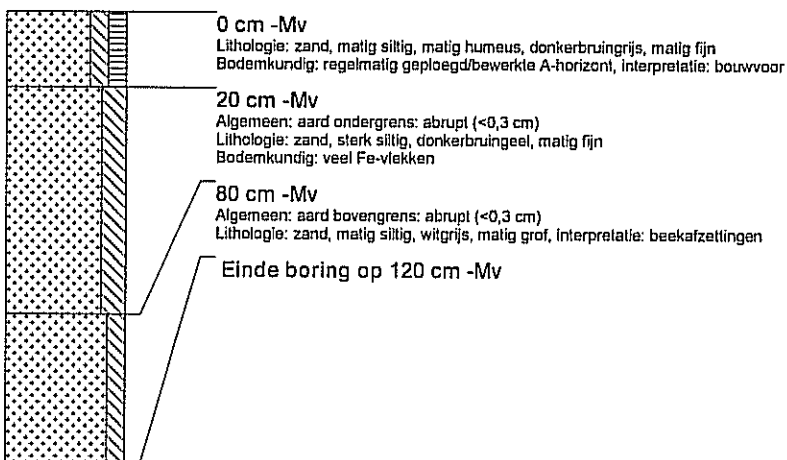 0 cm -Mv
Lithologie: zand, matig siltig, matig humeus, donkerbruingrijs, matig fijn
Bodemkundig: regelmatig geploegd/bewerkte A-horizont, interpretatie: bouwvoor
20 cm -Mv
Algemeen: aard ondergrens: abrupt (<0,3 cm)
Lithologie: zand, sterk siltig, donkerbruingeel, matig fijn
Bodemkundig: veel Fe-vlekken
80 cm -Mv
Algemeen: aard bovengrens: abrupt (<0,3 cm)
Lithologie: zand, matig siltig, witgrijs, matig grof, interpretatie: beekafzettingen
Einde boring op 120 cm -Mv